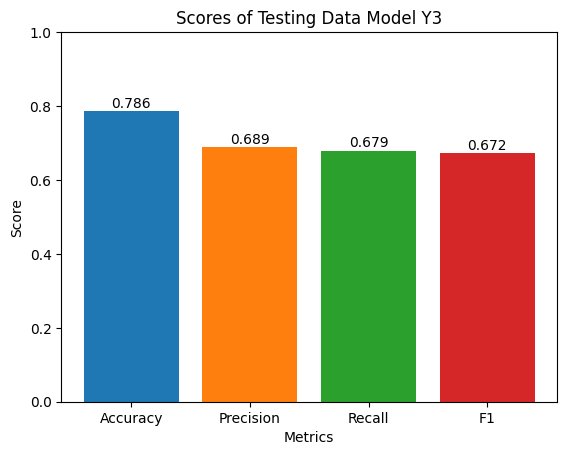 Scores of Testing Data Model Y3
1.0
0.8
0.6
0.4
0.2
0.0
Score
0.786
0.689
0.679
0.672
Accuracy Precision Recall F1
Metrics